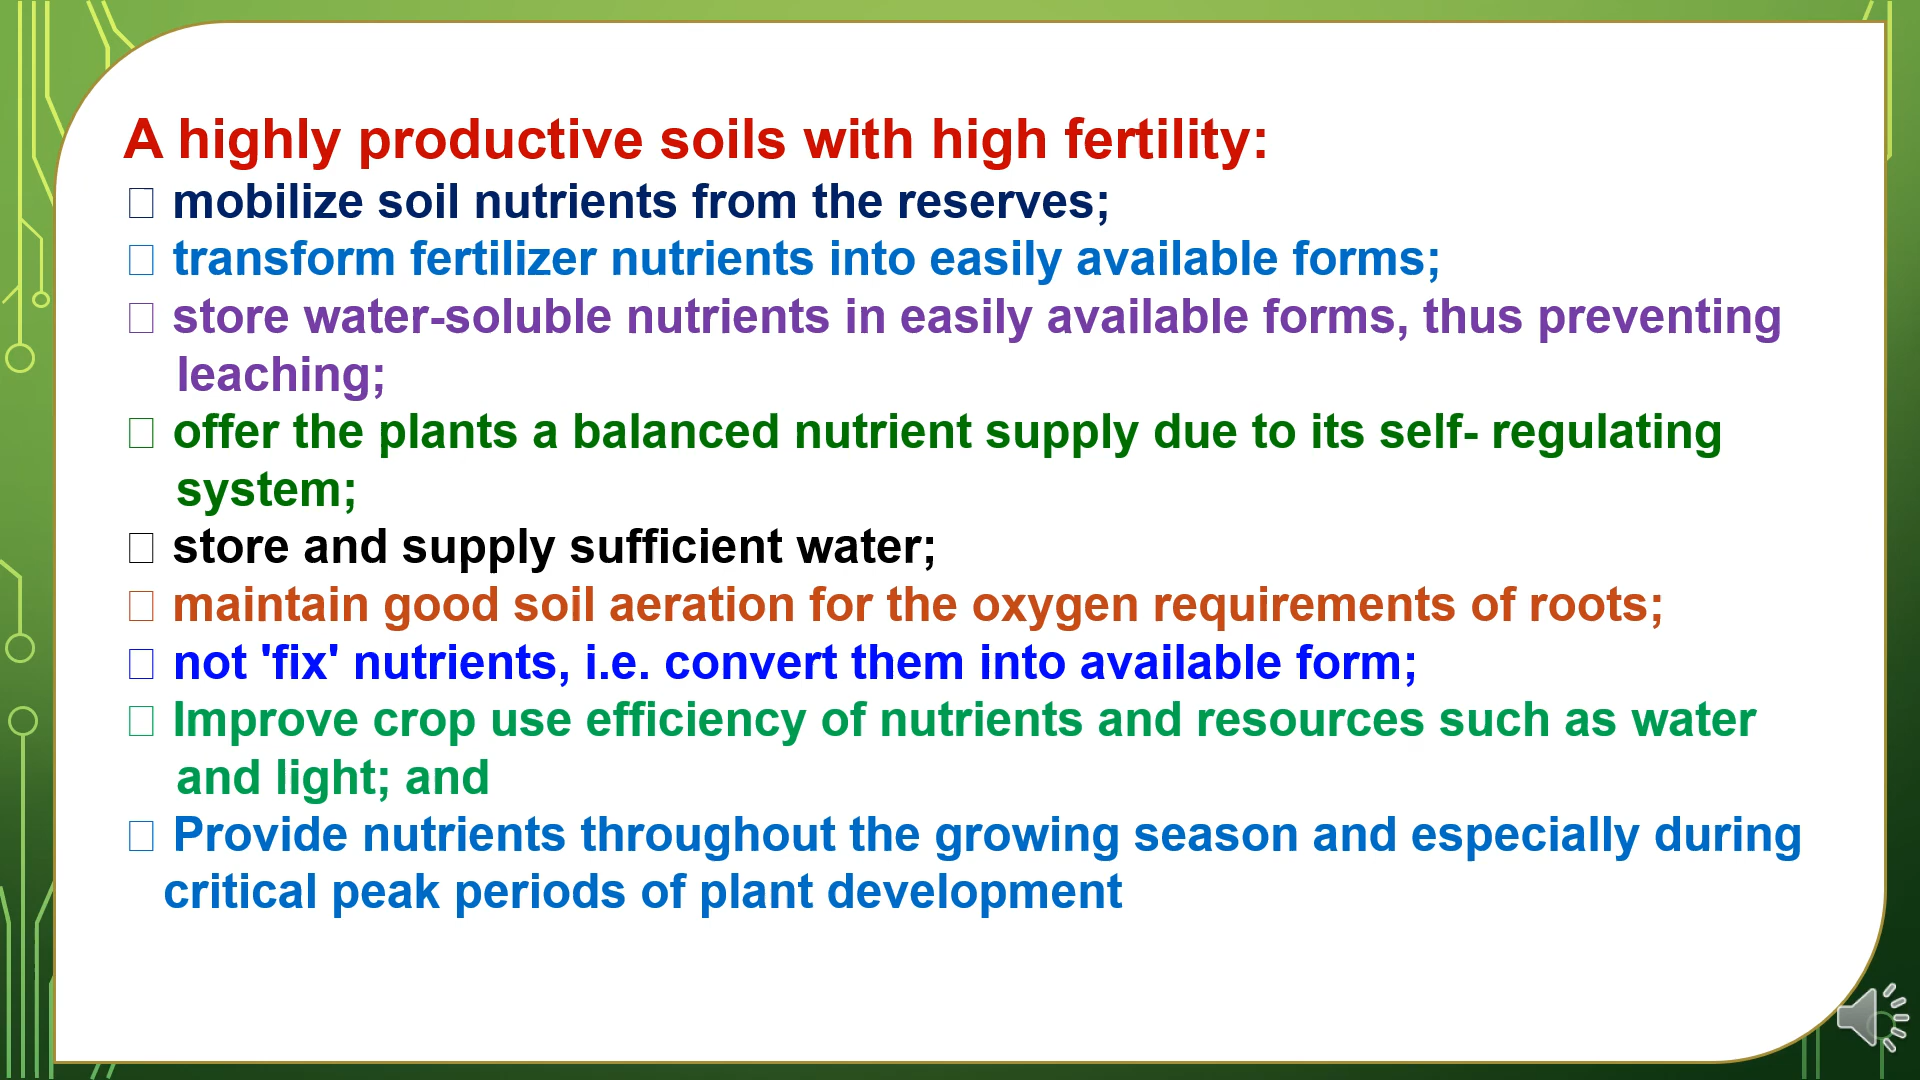 A highly productive soils with high fertility:
mobilize soil nutrients from the reserves;
transform fertilizer nutrients into easily available forms;
store water-soluble nutrients in easily available forms, thus preventing
leaching;
offer the plants a balanced nutrient supply due to its self- regulating
system;
store and supply sufficient water;
maintain good soil aeration for the oxygen requirements of roots;
not 'fix' nutrients, i.e. convert them into available form;
Improve crop use efficiency of nutrients and resources such as water
and light; and
Provide nutrients throughout the growing season and especially during
critical peak periods of plant development